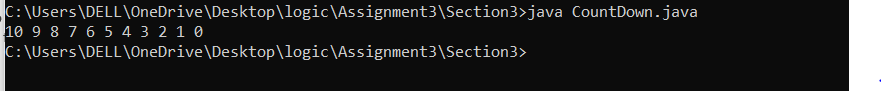 C:\Users\DELL\OneDrive\Desktop\logic\Assignment3\Section3>java CountDown.java
10 9 8 7 6 5 4 3 2 1 0
C:\Users\DELL\OneDrive\Desktop\logic\Assignment3\Section3>